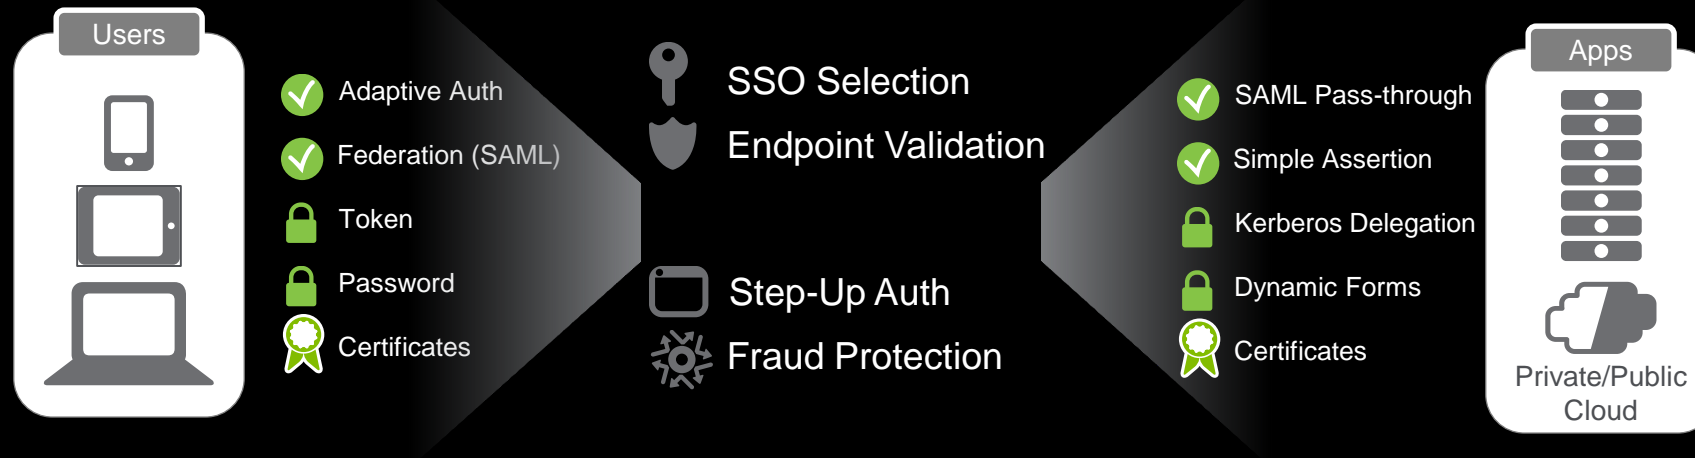 Users
Adaptive Auth
Federation (SAML)
Token
Password
Certificates
SSO Selection
Endpoint Validation
Step-Up Auth
Fraud Protection
SAML Pass-through
Simple Assertion
Kerberos Delegation
Dynamic Forms
Certificates
Apps
Private/Public
Cloud